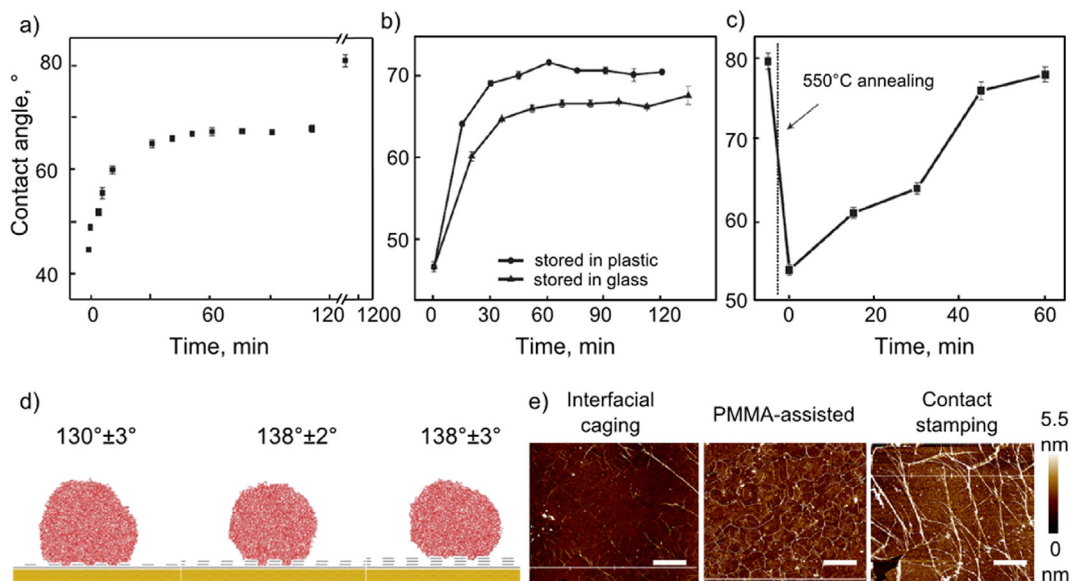 a)
Contact angle, °
80
60
40
0
60
120
1200
Time, min
b)
70
60
50
stored in plastic
stored in glass
0
30
60
90
120
Time, min
c)
80
70
60
50
550°C annealing
0
20
40
60
Time, min
d)
130°±3°
138°±2°
138°±3°
e)
Interfacial
caging
PMMA-assisted
Contact
stamping
5.5
nm
0
nm